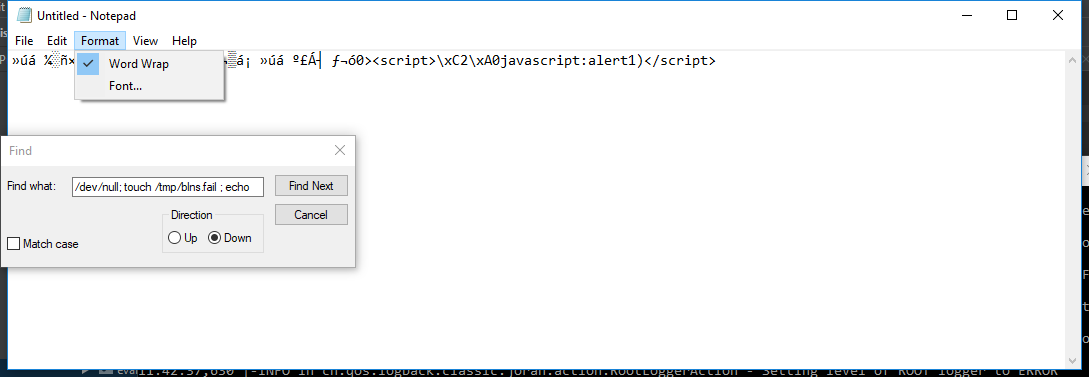 Untitled - Notepad
File Edit Format View Help
»úá ¼░ñ× á¡ »úá º£Á┤ ƒ¬ó0><script>\xC2\xA0javascript:alert1)</script>
Word Wrap
Font...
Find
Find what: /dev/null; touch /tmp/blns.fail ; echo Find Next
Direction Cancel
Up Down
Match case
11:42:37,630 |-INFO in ch.qos.logback.classic.joran.action.RootLoggerAction - Setting level of ROOT logger to ERROR